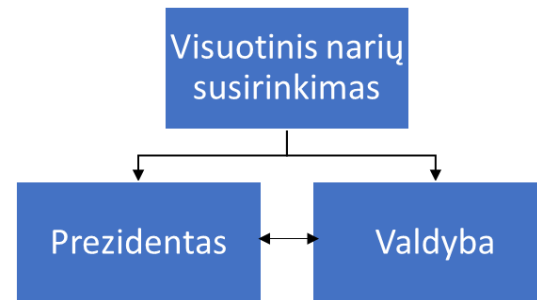 Visuotinis narių
susirinkimas
Prezidentas
Valdyba